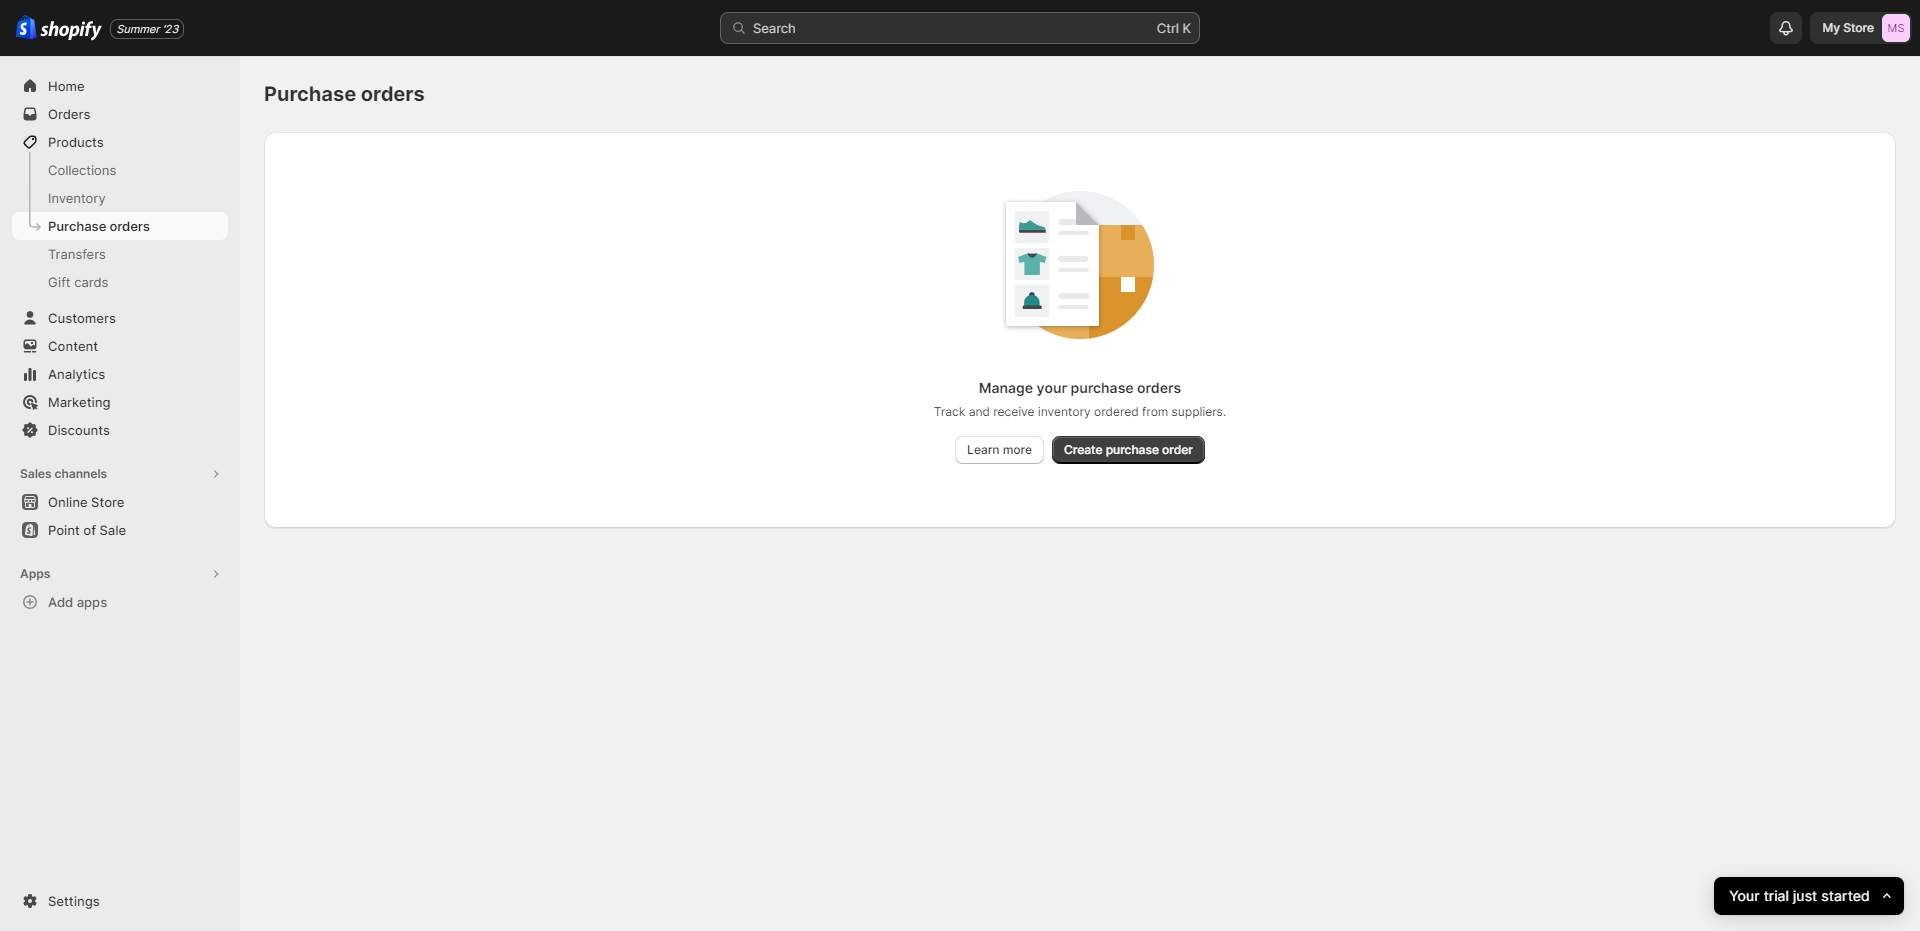 shopify Summer '23
Search Ctrl K
My Store MS
Home
Orders
Products
Collections
Inventory
Purchase orders
Transfers
Gift cards
Customers
Content
Analytics
Marketing
Discounts
Sales channels
Online Store
Point of Sale
Apps
Add apps
Settings
Purchase orders
Manage your purchase orders
Track and receive inventory ordered from suppliers.
Learn more Create purchase order
Your trial just started